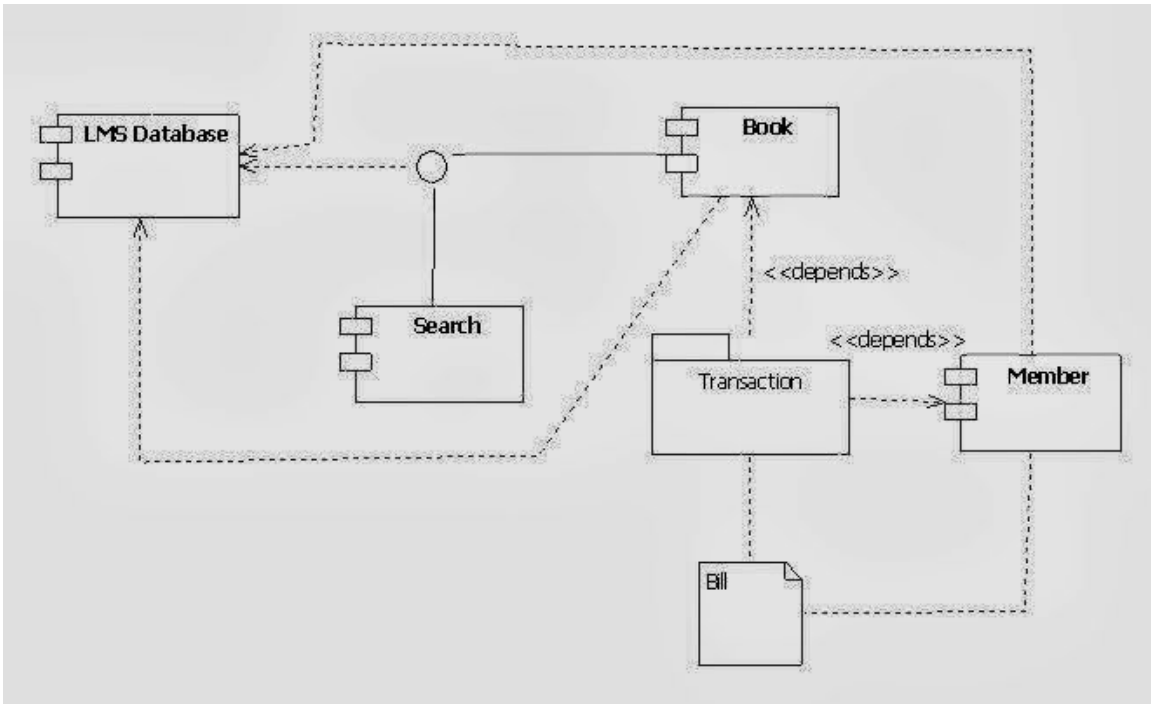 LMS Database
Book
<<depends>>
Search
<<depends>>
Transaction
Member
Bill